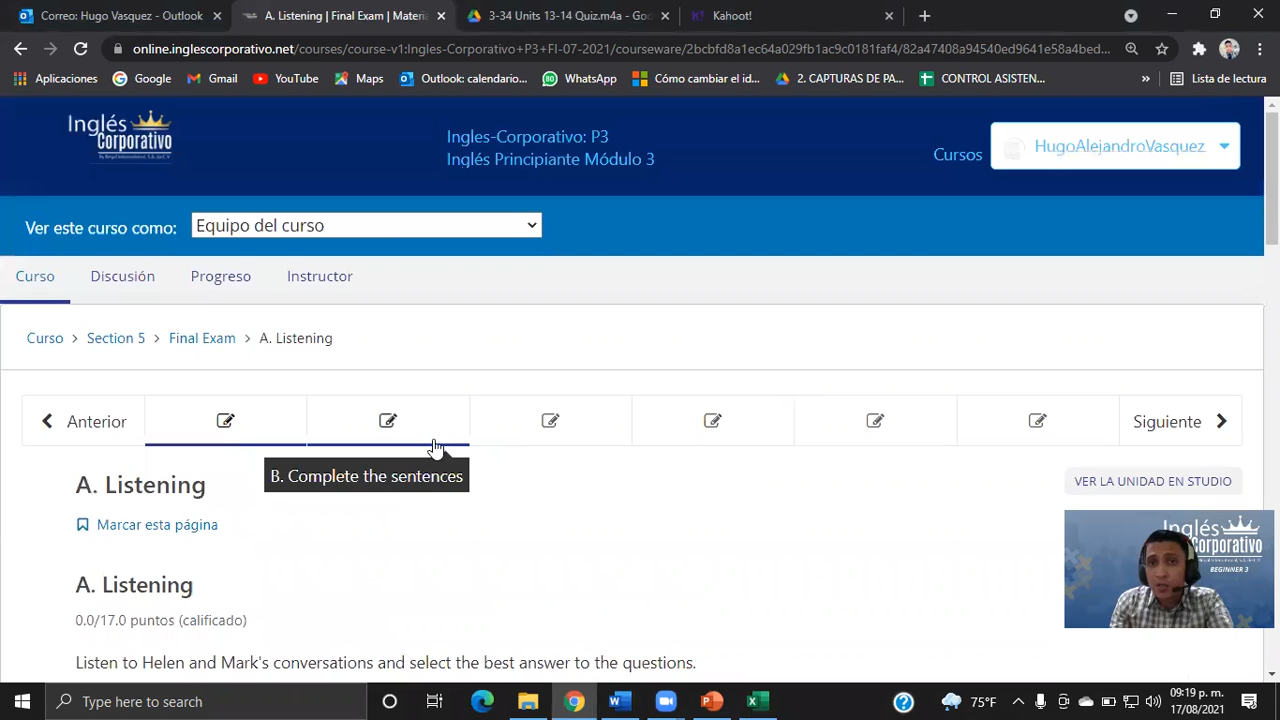 Correo: Hugo Vasquez - Outlook
A. Listening | Final Exam | Materia
3-34 Units 13-14 Quiz.m4a - Goo
Kahoot!
online.inglescorporativo.net/courses/course-v1:Ingles-Corporativo+P3+FI-07-2021/courseware/2bcbfd8a1ec64a029fb1ac9c0181faf4/82a47408a94540ed9641e58a4bed...
Aplicaciones
Google
Gmail
YouTube
Maps
Outlook: calendario...
WhatsApp
Cómo cambiar el id...
2. CAPTURAS DE PA...
CONTROL ASISTEN...
»
Lista de lectura
Inglés
Corporativo
Ingles-Corporativo: P3
Inglés Principiante Módulo 3
Cursos
HugoAlejandroVasquez
Ver este curso como:
Equipo del curso
Curso
Discusión
Progreso
Instructor
Curso > Section 5 > Final Exam > A. Listening
Anterior
Siguiente
B. Complete the sentences
A. Listening
VER LA UNIDAD EN STUDIO
Marcar esta página
Inglés
Corporativo
BEGINNER 3
A. Listening
0.0/17.0 puntos (calificado)
Listen to Helen and Mark's conversations and select the best answer to the questions.
Type here to search
75°F
09:19 p. m.
17/08/2021